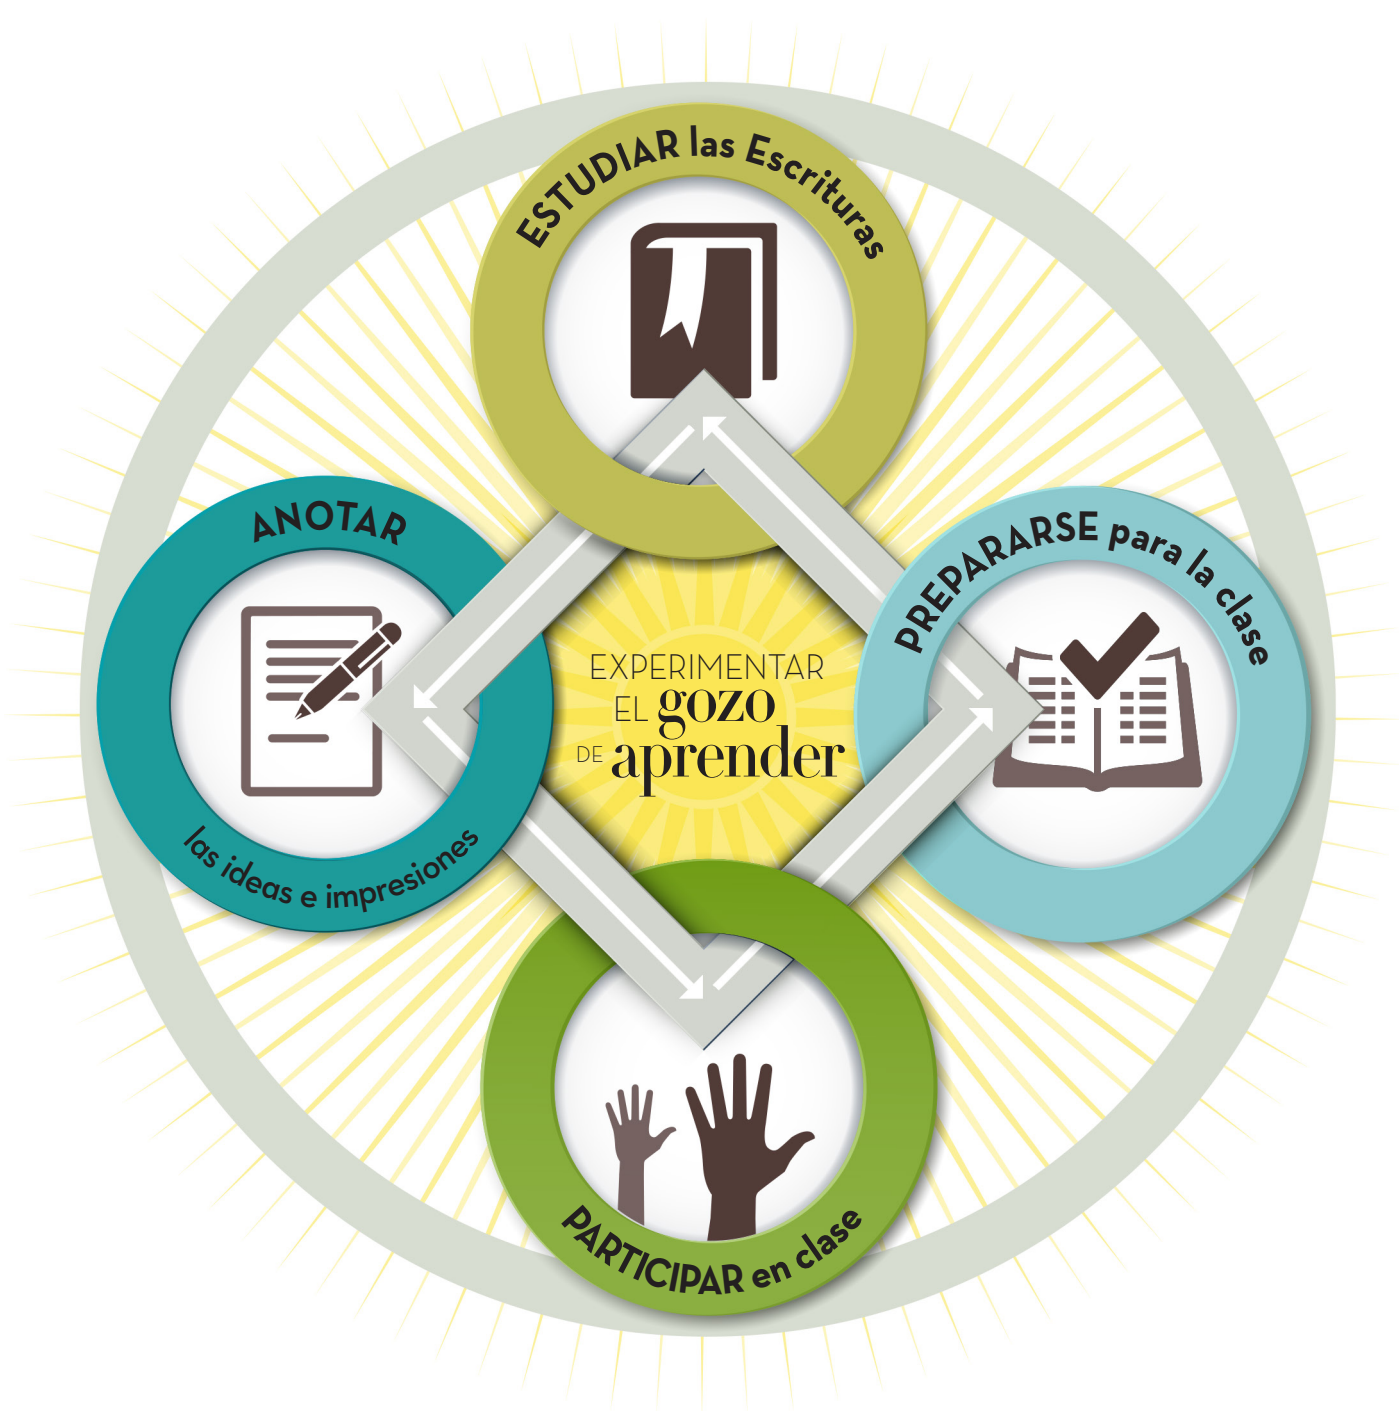 ESTUDIAR las Escrituras
ANOTAR
las ideas e impresiones
EXPERIMENTAR
EL gozo
DE aprender
PREPARARSE para la clase
PARTICIPAR en clase